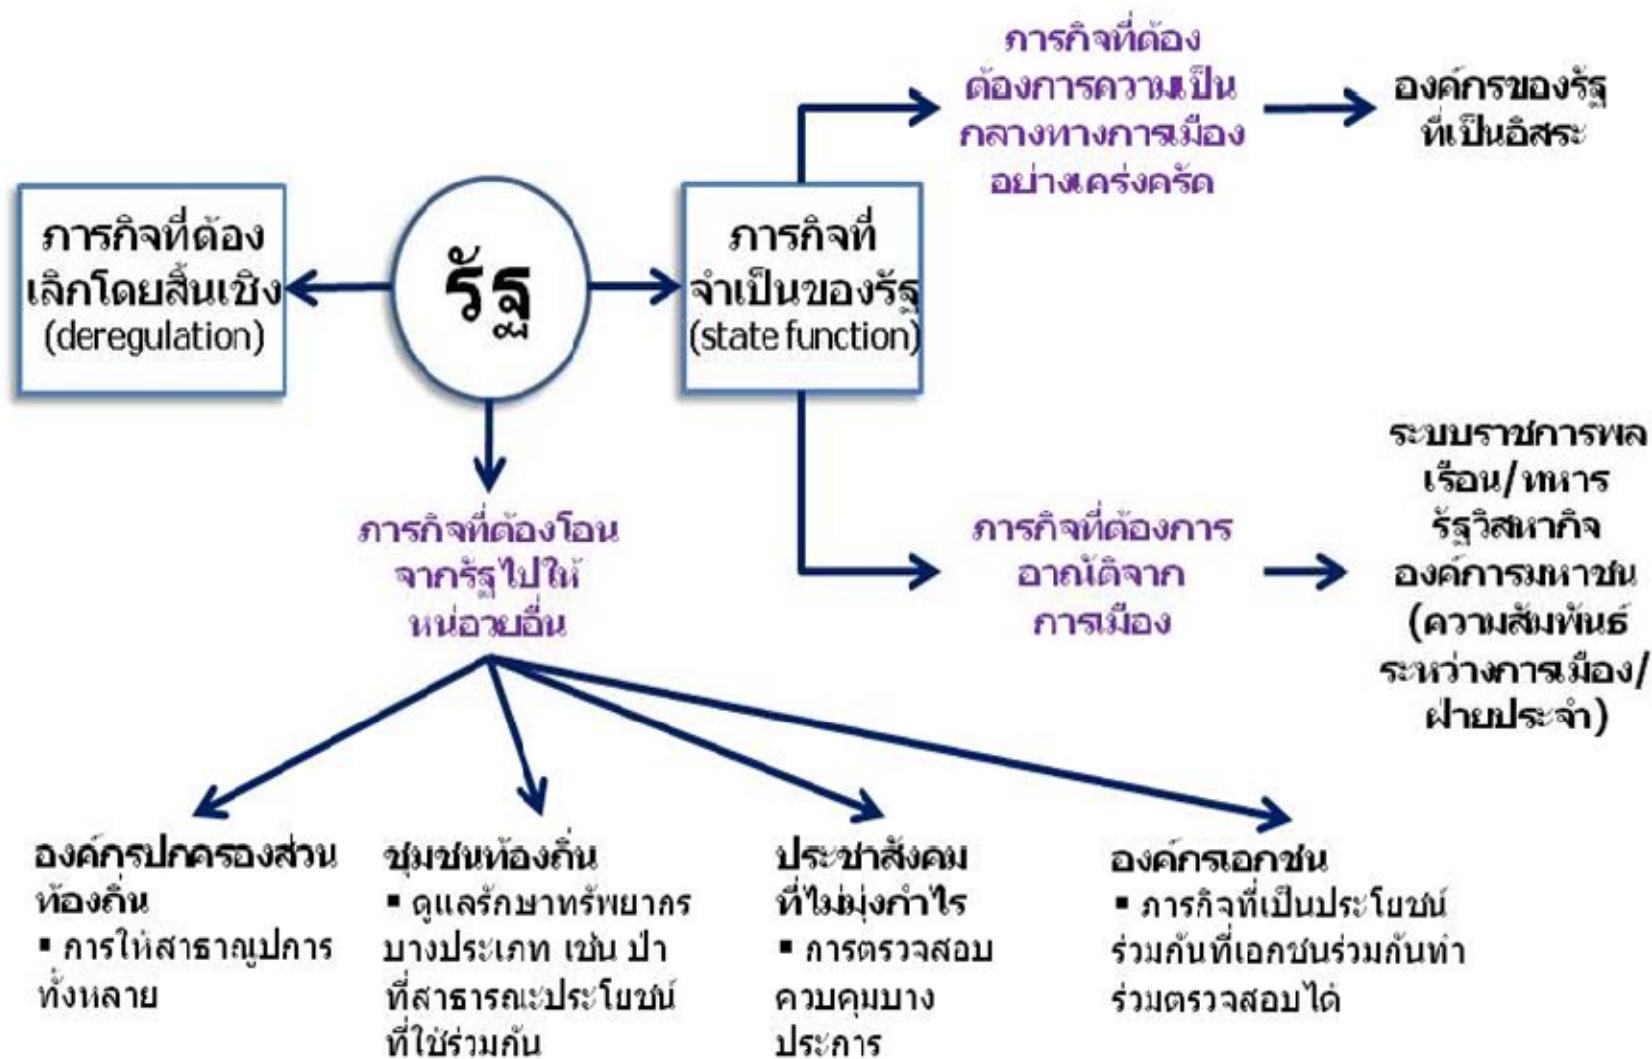 ภารกิจที่ต้อง
ต้องการความเป็น
กลางทางการเมือง
อย่างเคร่งครัด
องค์กรของรัฐ
ที่เป็นอิสระ
ภารกิจที่ต้อง
เลิกโดยสิ้นเชิง
(deregulation)
รัฐ
ภารกิจที่
จำเป็นของรัฐ
(state function)
ภารกิจที่ต้องโอน
จากรัฐไปให้
หน่อวยอื่น
ภารกิจที่ต้องการ
อาณัติจาก
การเมือง
ระบบราชการพล
เรือน/ทหาร
รัฐวิสหากิจ
องค์การมหาชน
(ความสัมพันธ์
ระหว่างการเมือง/
ฝ่ายประจำ)
องค์กรปกครองส่วน
ท้องถิ่น
▪ การให้สาธาณูปการ
ทั้งหลาย
ชุมชนท้องถิ่น
▪ ดูแลรักษาทรัพยากร
บางประเภท เช่น ป่า
ที่สาธารณะประโยชน์
ที่ใช้ร่วมกัน
ประชาสังคม
ที่ไม่มุ่งกำไร
▪ การตรวจสอบ
ควบคุมบาง
ประการ
องค์กรเอกชน
▪ ภารกิจที่เป็นประโยชน์
ร่วมกันที่เอกชนร่วมกันทำ
ร่วมตรวจสอบได้